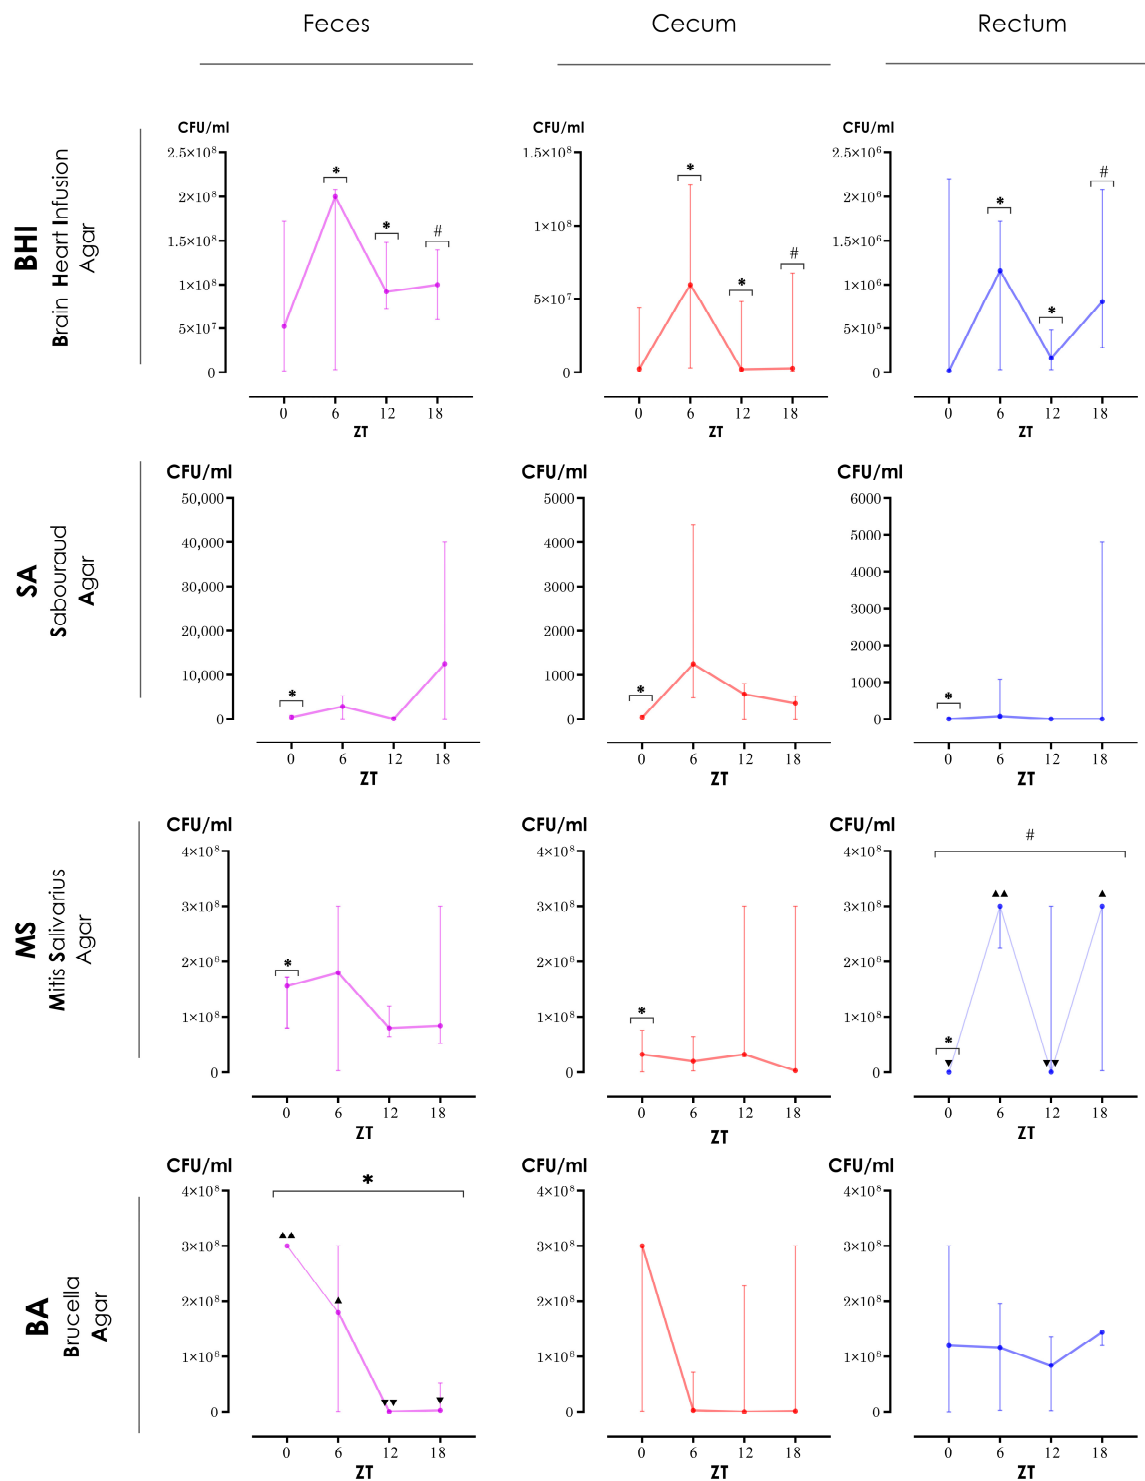 Feces
Cecum
Rectum
BHI
Brain Heart Infusion
Agar
CFU/ml
2.5×10⁸
2×10⁸
1.5×10⁸
1×10⁸
5×10⁷
0
*
*
#
0 6 12 18
ZT
CFU/ml
1.5×10⁸
1×10⁸
5×10⁷
0
*
*
#
0 6 12 18
ZT
CFU/ml
2.5×10⁶
2×10⁶
1.5×10⁶
1×10⁶
5×10⁵
0
*
*
#
0 6 12 18
ZT
SA
Sabouraud
Agar
CFU/ml
50,000
40,000
30,000
20,000
10,000
0
*
0 6 12 18
ZT
CFU/ml
5000
4000
3000
2000
1000
0
*
0 6 12 18
ZT
CFU/ml
6000
5000
4000
3000
2000
1000
0
*
0 6 12 18
ZT
MS
Mitis Salivarius
Agar
CFU/ml
4×10⁸
3×10⁸
2×10⁸
1×10⁸
0
*
0 6 12 18
ZT
CFU/ml
4×10⁸
3×10⁸
2×10⁸
1×10⁸
0
*
0 6 12 18
ZT
CFU/ml
4×10⁸
3×10⁸
2×10⁸
1×10⁸
0
#
▲▲
▲
*
▼
▼▼
0 6 12 18
ZT
BA
Brucella
Agar
CFU/ml
4×10⁸
3×10⁸
2×10⁸
1×10⁸
0
*
▲▲
▲
▼▼
▼
0 6 12 18
ZT
CFU/ml
4×10⁸
3×10⁸
2×10⁸
1×10⁸
0
0 6 12 18
ZT
CFU/ml
4×10⁸
3×10⁸
2×10⁸
1×10⁸
0
0 6 12 18
ZT